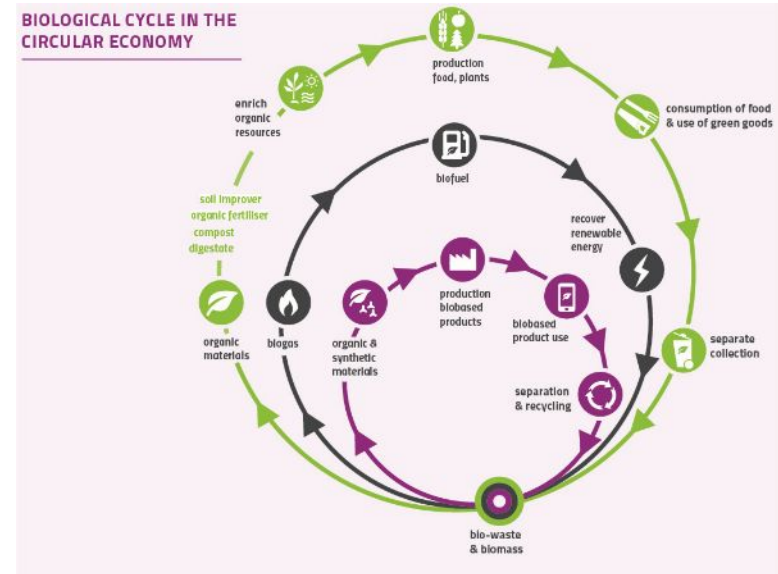 BIOLOGICAL CYCLE IN THE
CIRCULAR ECONOMY
production
food, plants
enrich
organic
resources
consumption of food
& use of green goods
biofuel
soil improver
organic fertiliser
compost
digestate
recover
renewable
energy
production
biobased
products
biobased
product use
organic
materials
biogas
organic &
synthetic
materials
separate
collection
separation
& recycling
bio-waste
& biomass